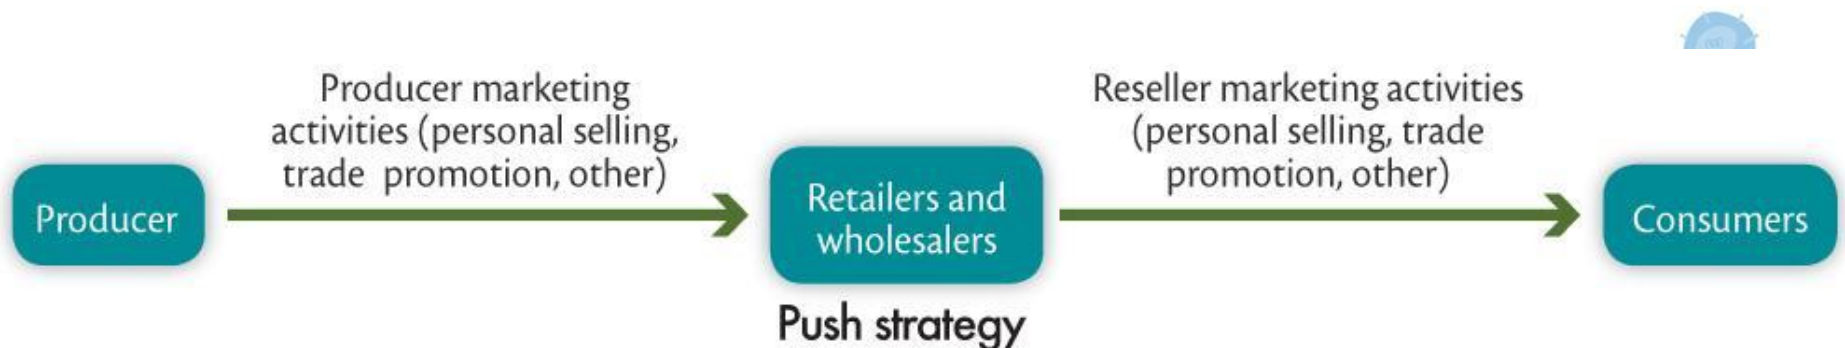 Producer marketing
activities (personal selling,
trade promotion, other)
Reseller marketing activities
(personal selling, trade
promotion, other)
Producer
Retailers and
wholesalers
Consumers
Push strategy